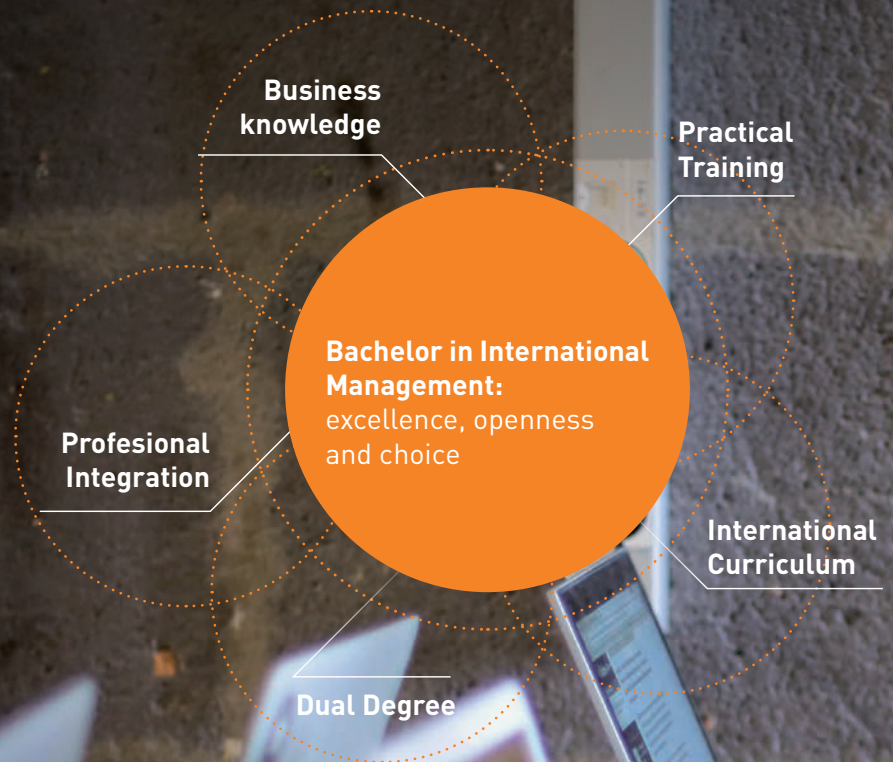 Business
knowledge
Practical
Training
Bachelor in International
Management:
excellence, openness
and choice
Profesional
Integration
International
Curriculum
Dual Degree